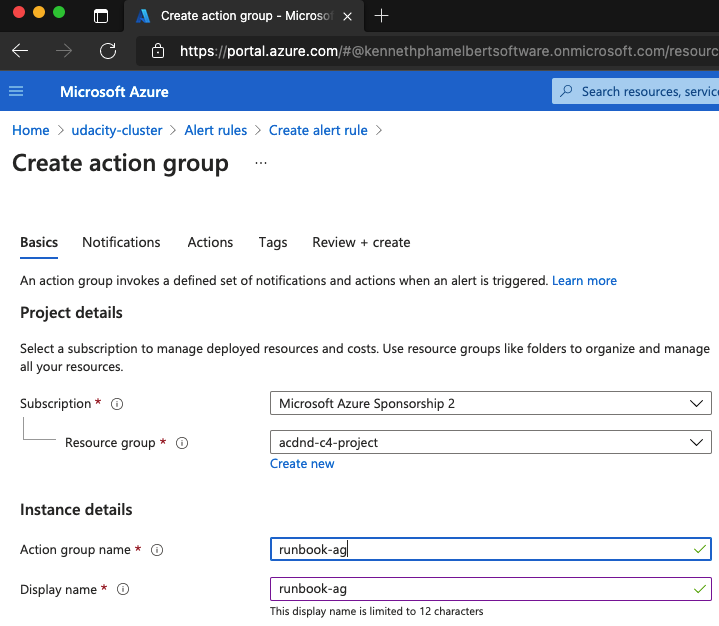 Create action group - Microsof
https://portal.azure.com/#@kennethphamelbertsoftware.onmicrosoft.com/resourc
Microsoft Azure
Search resources, service
Home > udacity-cluster > Alert rules > Create alert rule >
Create action group ...
Basics Notifications Actions Tags Review + create
An action group invokes a defined set of notifications and actions when an alert is triggered. Learn more
Project details
Select a subscription to manage deployed resources and costs. Use resource groups like folders to organize and manage
all your resources.
Subscription *
Microsoft Azure Sponsorship 2
Resource group *
acdnd-c4-project
Create new
Instance details
Action group name *
runbook-ag
Display name *
runbook-ag
This display name is limited to 12 characters